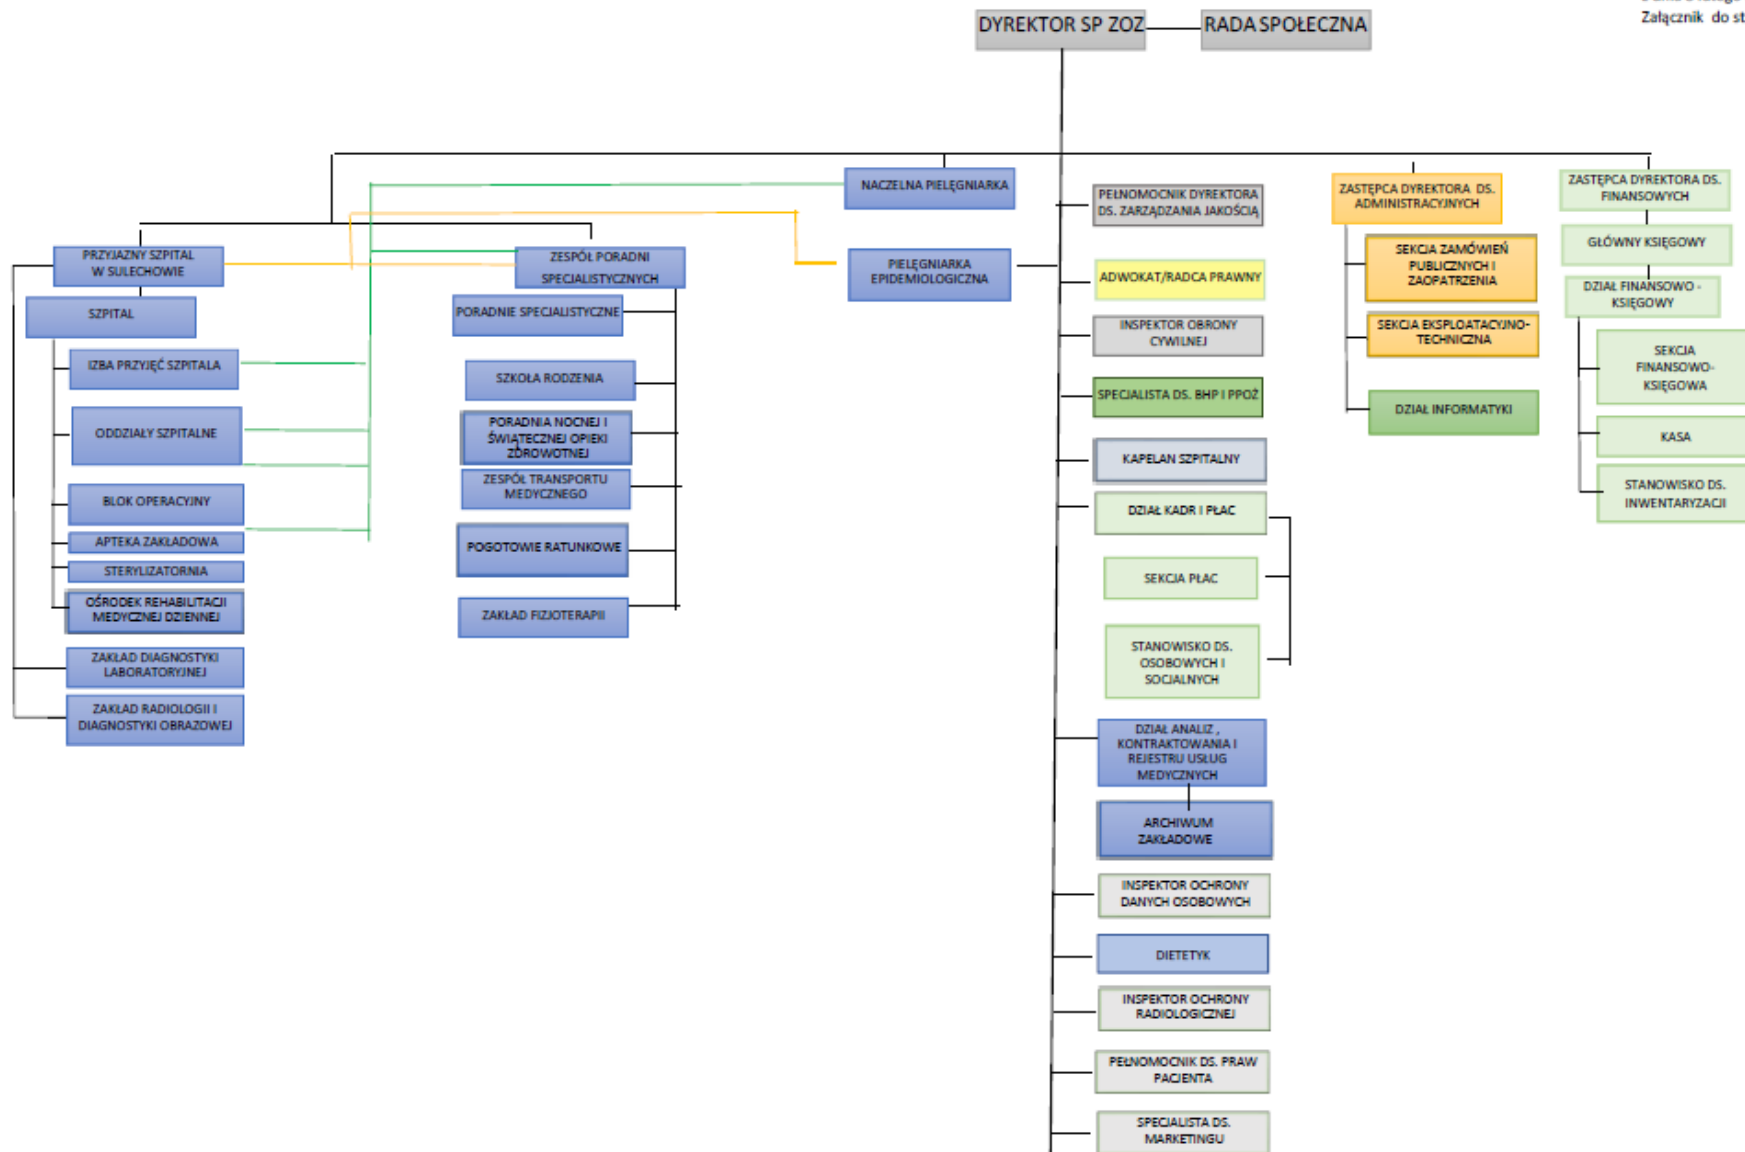 Załącznik do st
DYREKTOR SP ZOZ
RADA SPOŁECZNA
NACZELNA PIELĘGNIARKA
PEŁNOMOCNIK DYREKTORA
DS. ZARZĄDZANIA JAKOŚCIĄ
ZASTĘPCA DYREKTORA DS.
ADMINISTRACYJNYCH
ZASTĘPCA DYREKTORA DS.
FINANSOWYCH
PRZYJAZNY SZPITAL
W SULECHOWIE
ZESPÓŁ PORADNI
SPECJALISTYCZNYCH
PIELĘGNIARKA
EPIDEMIOLOGICZNA
ADWOKAT/RADCA PRAWNY
SEKCJA ZAMÓWIEŃ
PUBLICZNYCH I
ZAOPATRZENIA
GŁÓWNY KSIĘGOWY
DZIAŁ FINANSOWO -
KSIĘGOWY
SZPITAL
PORADNIE SPECJALISTYCZNE
INSPEKTOR OBRONY
CYWILNEJ
SEKCJA EKSPLOATACYJNO-
TECHNICZNA
SEKCJA
FINANSOWO-
KSIĘGOWA
IZBA PRZYJĘĆ SZPITALA
SZKOŁA RODZENIA
SPECJALISTA DS. BHP I PPOŻ
DZIAŁ INFORMATYKI
KASA
ODDZIAŁY SZPITALNE
PORADNIA NOCNEJ I
ŚWIĄTECZNEJ OPIEKI
ZDROWOTNEJ
KAPELAN SZPITALNY
STANOWISKO DS.
INWENTARYZACJI
BLOK OPERACYJNY
ZESPÓŁ TRANSPORTU
MEDYCZNEGO
DZIAŁ KADR I PŁAC
APTEKA ZAKŁADOWA
POGOTOWIE RATUNKOWE
STERYLIZATORNIA
SEKCJA PŁAC
OŚRODEK REHABILITACJI
MEDYCZNEJ DZIENNEJ
ZAKŁAD FIZJOTERAPII
ZAKŁAD DIAGNOSTYKI
LABORATORYJNEJ
STANOWISKO DS.
OSOBOWYCH I
SOCJALNYCH
ZAKŁAD RADIOLOGII I
DIAGNOSTYKI OBRAZOWEJ
DZIAŁ ANALIZ ,
KONTRAKTOWANIA I
REJESTRU USŁUG
MEDYCZNYCH
ARCHIWUM
ZAKŁADOWE
INSPEKTOR OCHRONY
DANYCH OSOBOWYCH
DIETETYK
INSPEKTOR OCHRONY
RADIOLOGICZNEJ
PEŁNOMOCNIK DS. PRAW
PACJENTA
SPECJALISTA DS.
MARKETINGU